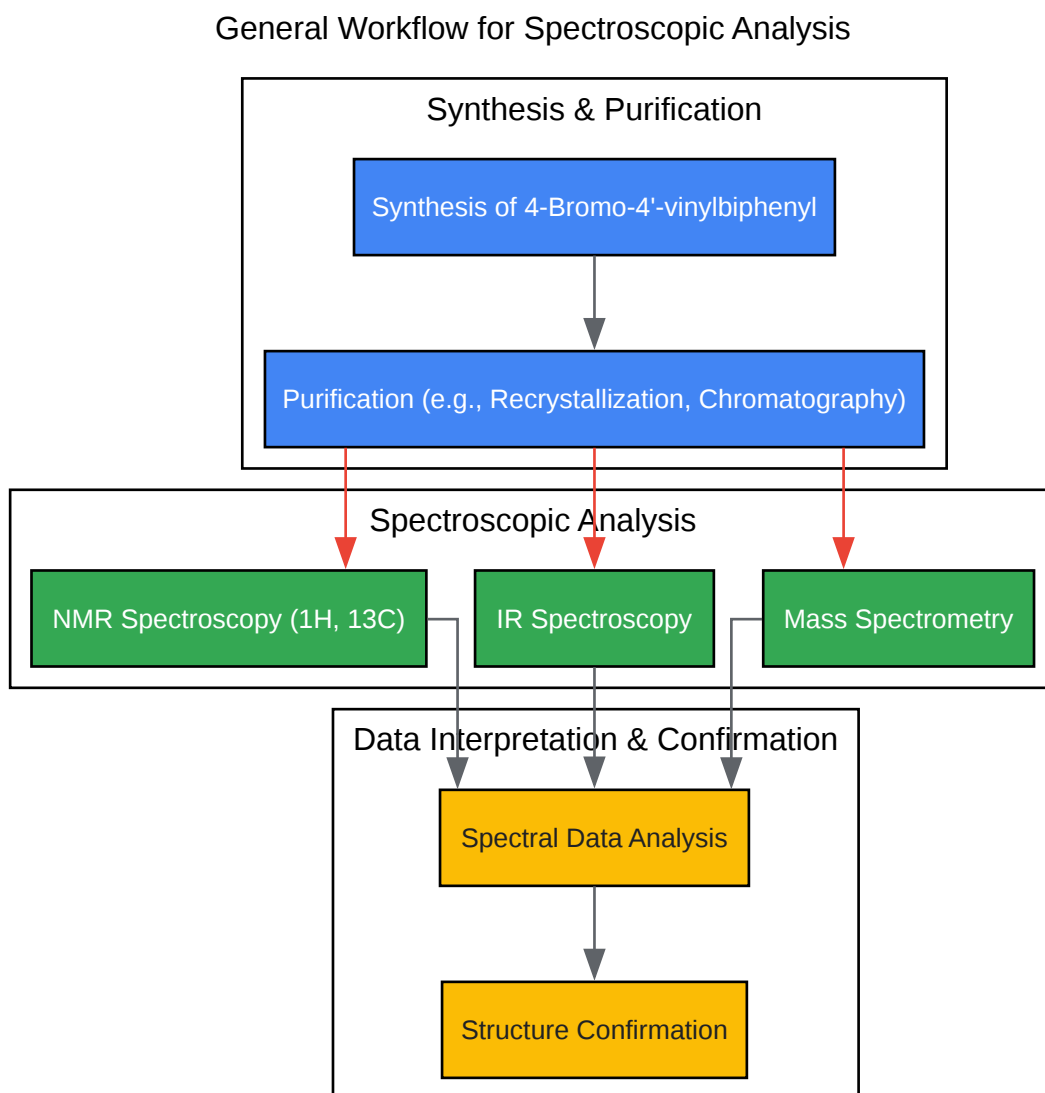 General Workflow for Spectroscopic Analysis
Synthesis & Purification
Synthesis of 4-Bromo-4'-vinylbiphenyl
Purification (e.g., Recrystallization, Chromatography)
Spectroscopic Analysis
NMR Spectroscopy (1H, 13C)
IR Spectroscopy
Mass Spectrometry
Data Interpretation & Confirmation
Spectral Data Analysis
Structure Confirmation